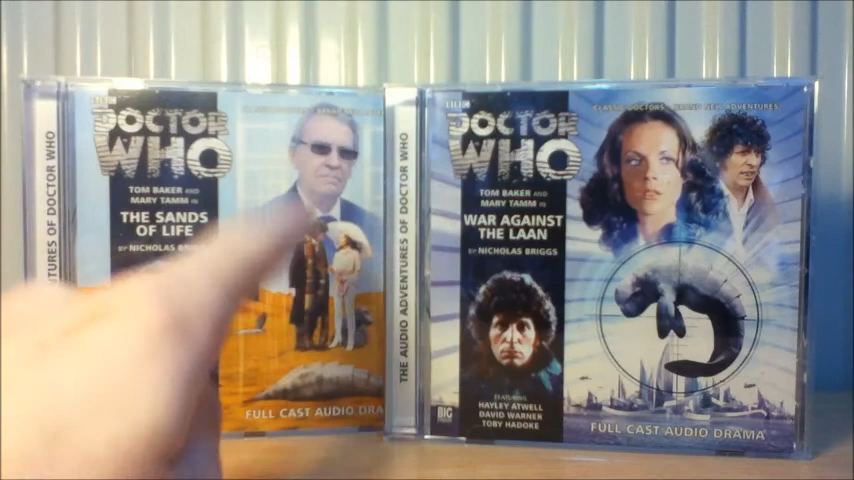 THE AUDIO ADVENTURES OF DOCTOR WHO
BBC
DOCTOR
WHO
TOM BAKER AND
MARY TAMM IN
THE SANDS
OF LIFE
BY NICHOLAS
FULL CAST AUDIO
THE AUDIO ADVENTURES OF DOCTOR WHO
BBC
CLASSIC DOCTORS BRAND NEW ADVENTURES
DOCTOR
WHO
TOM BAKER AND
MARY TAMM IN
WAR AGAINST
THE LAAN
BY NICHOLAS BRIGGS
FEATURING
HAYLEY ATWELL
DAVID WARNER
TOBY HADOKE
BIG
FULL CAST AUDIO DRAMA